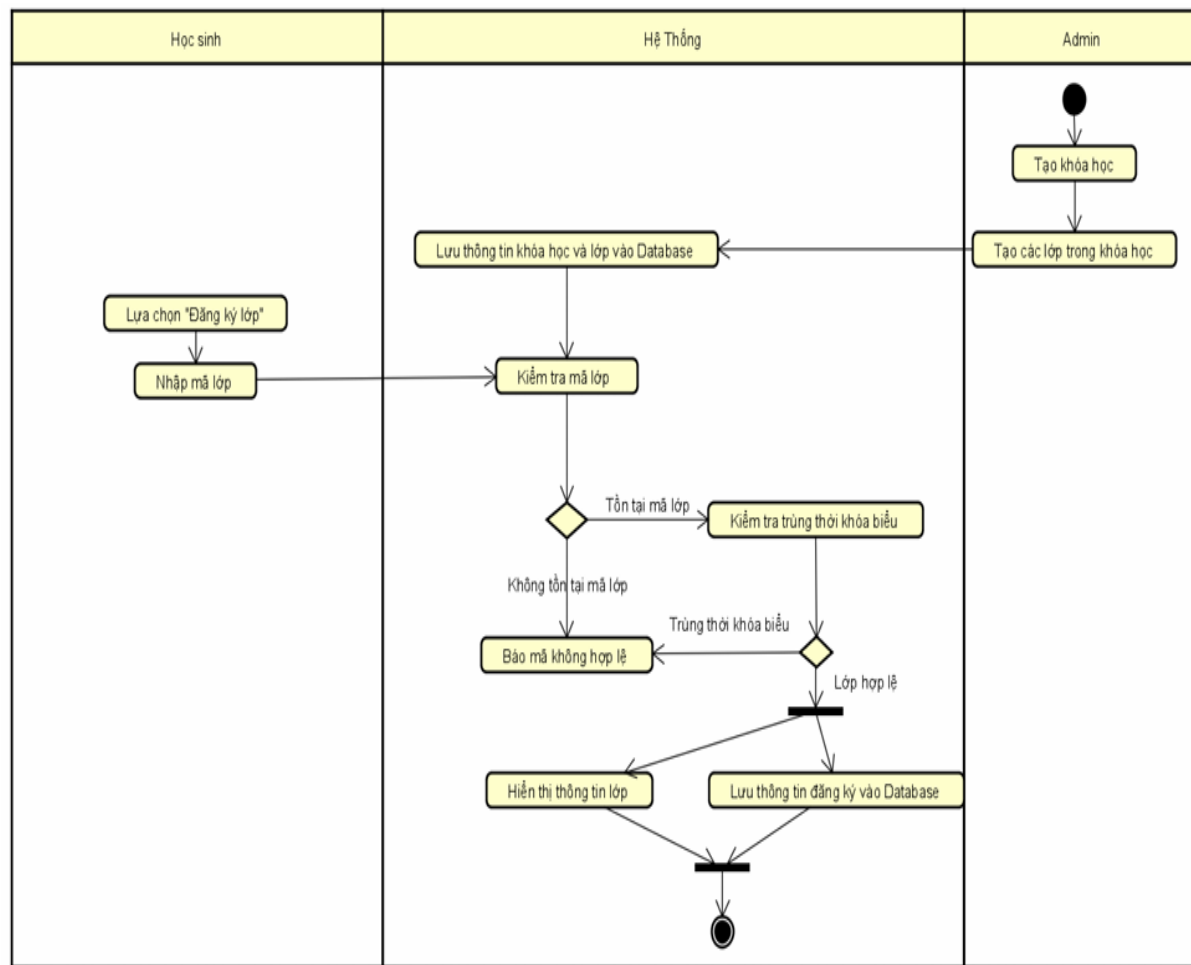 Học sinh
Hệ Thống
Admin
Tạo khóa học
Lưu thông tin khóa học và lớp vào Database
Tạo các lớp trong khóa học
Lựa chọn "Đăng ký lớp"
Nhập mã lớp
Kiểm tra mã lớp
Tồn tại mã lớp
Kiểm tra trùng thời khóa biểu
Không tồn tại mã lớp
Trùng thời khóa biểu
Báo mã không hợp lệ
Lớp hợp lệ
Hiển thị thông tin lớp
Lưu thông tin đăng ký vào Database